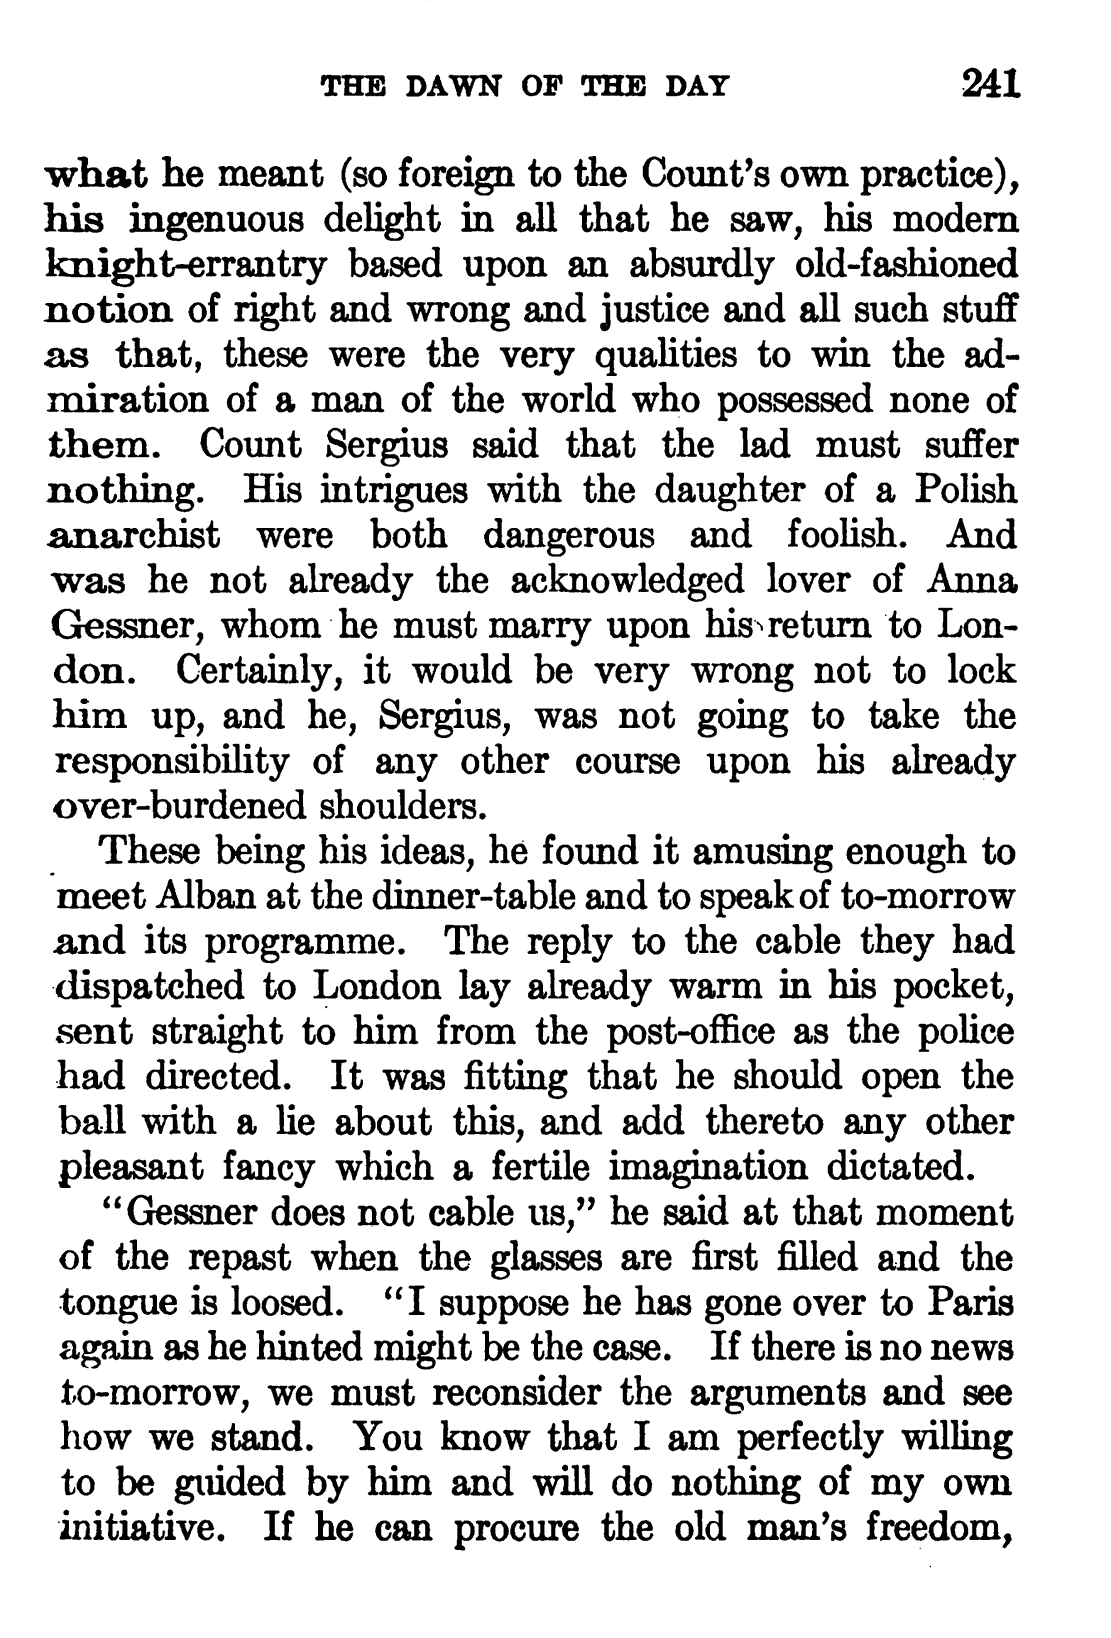 THE DAWN OF THE DAY 241
what he meant (so foreign to the Count's own practice),
his ingenuous delight in all that he saw, his modern
knight-errantry based upon an absurdly old-fashioned
notion of right and wrong and justice and all such stuff
as that, these were the very qualities to win the ad-
miration of a man of the world who possessed none of
them. Count Sergius said that the lad must suffer
nothing. His intrigues with the daughter of a Polish
anarchist were both dangerous and foolish. And
was he not already the acknowledged lover of Anna
Gessner, whom he must marry upon his return to Lon-
don. Certainly, it would be very wrong not to lock
him up, and he, Sergius, was not going to take the
responsibility of any other course upon his already
over-burdened shoulders.
These being his ideas, he found it amusing enough to
meet Alban at the dinner-table and to speak of to-morrow
and its programme. The reply to the cable they had
dispatched to London lay already warm in his pocket,
sent straight to him from the post-office as the police
had directed. It was fitting that he should open the
ball with a lie about this, and add thereto any other
pleasant fancy which a fertile imagination dictated.
"Gessner does not cable us," he said at that moment
of the repast when the glasses are first filled and the
tongue is loosed. "I suppose he has gone over to Paris
again as he hinted might be the case. If there is no news
to-morrow, we must reconsider the arguments and see
how we stand. You know that I am perfectly willing
to be guided by him and will do nothing of my own
initiative. If he can procure the old man's freedom,